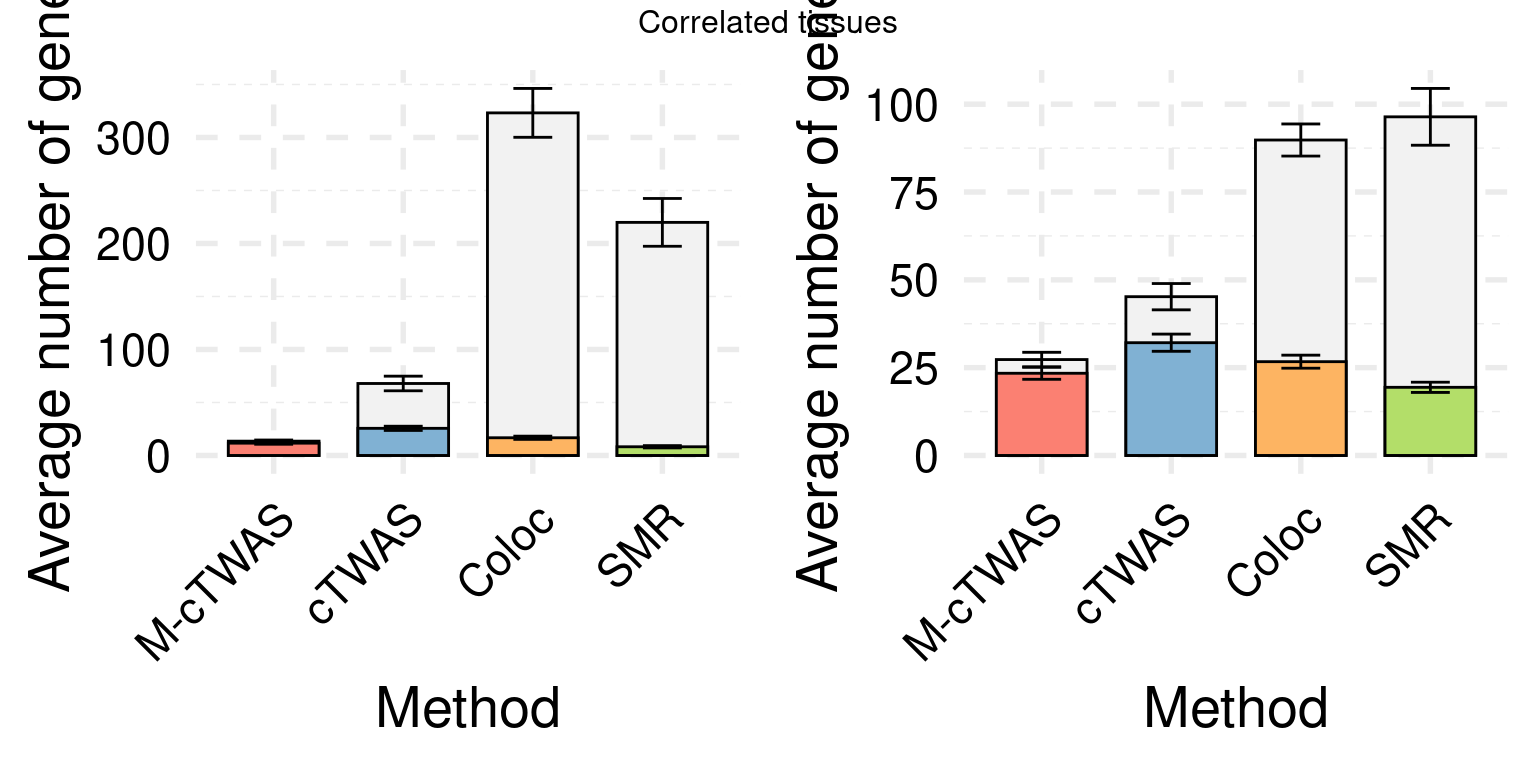 Correlated tissues
Average number of gene
300
200
100
0
M-cTWAS
cTWAS
Coloc
SMR
Method
Average number of gene
100
75
50
25
0
M-cTWAS
cTWAS
Coloc
SMR
Method